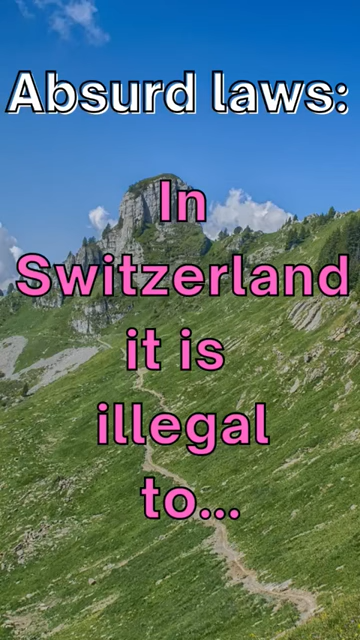 Absurd laws:
In
Switzerland
it is
illegal
to...